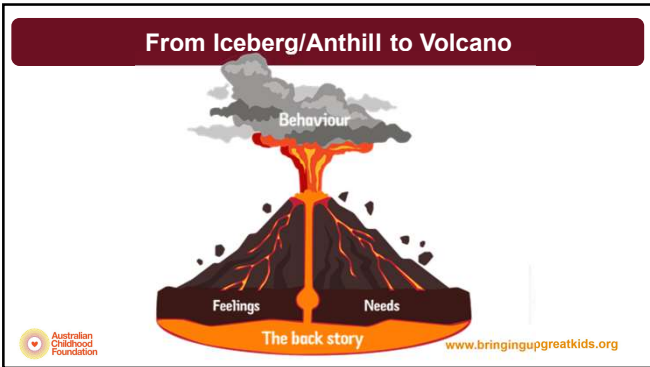 From Iceberg/Anthill to Volcano
Behaviour
Feelings
Needs
The back story
Australian
Childhood
Foundation
www.bringingupgreatkids.org